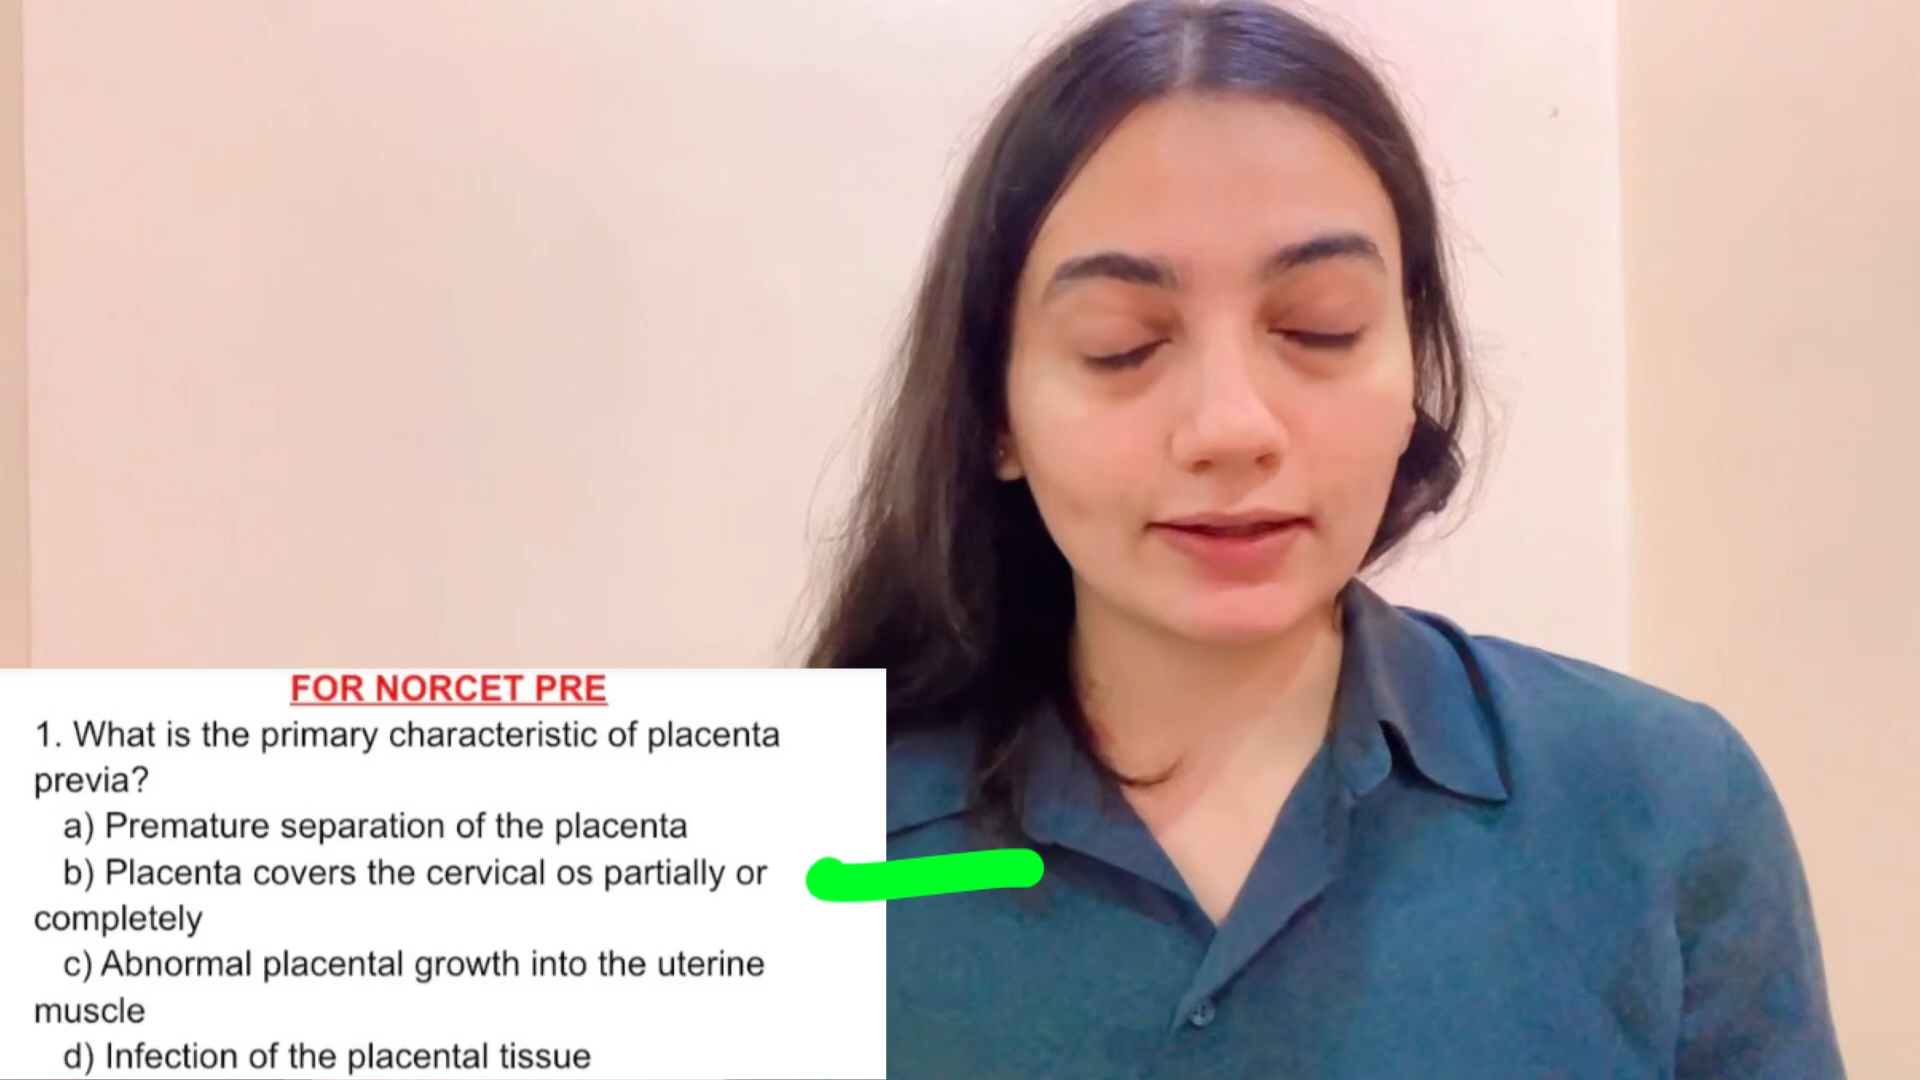 FOR NORCET PRE
1. What is the primary characteristic of placenta
previa?
a) Premature separation of the placenta
b) Placenta covers the cervical os partially or
completely
c) Abnormal placental growth into the uterine
muscle
d) Infection of the placental tissue